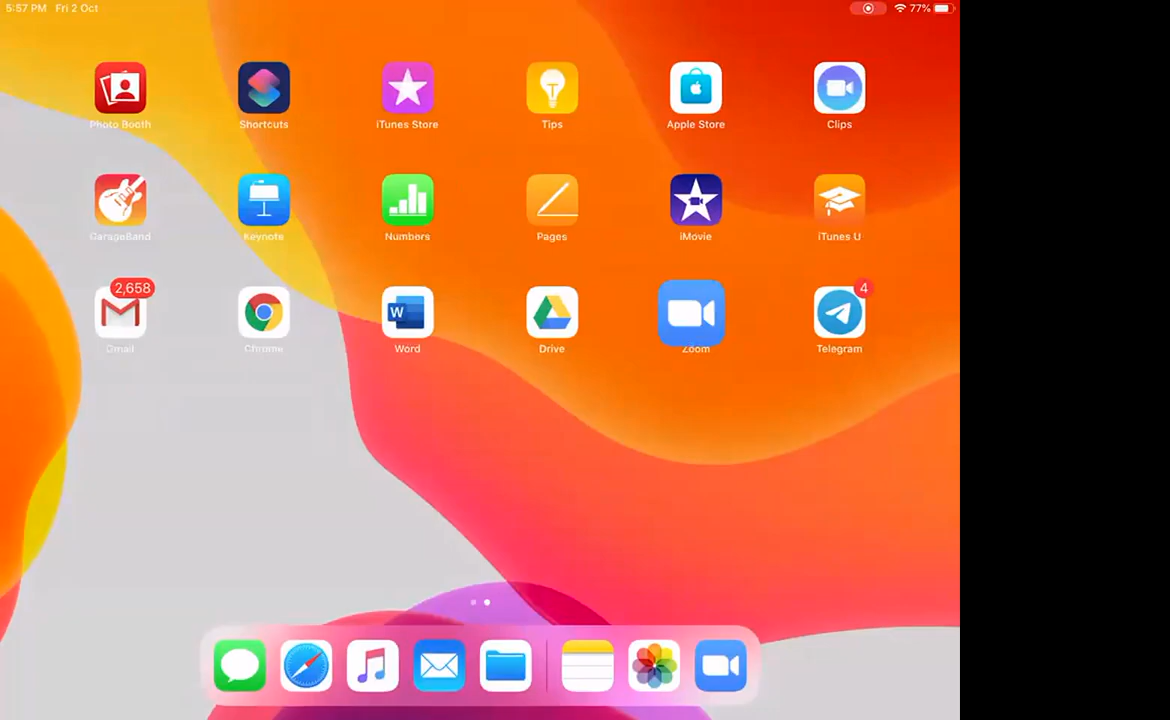 5:57 PM Fri 2 Oct 77%
Photo Booth Shortcuts iTunes Store Tips Apple Store Clips
GarageBand Keynote Numbers Pages iMovie iTunes U
2,658 W 4
Gmail Chrome Word Drive Zoom Telegram